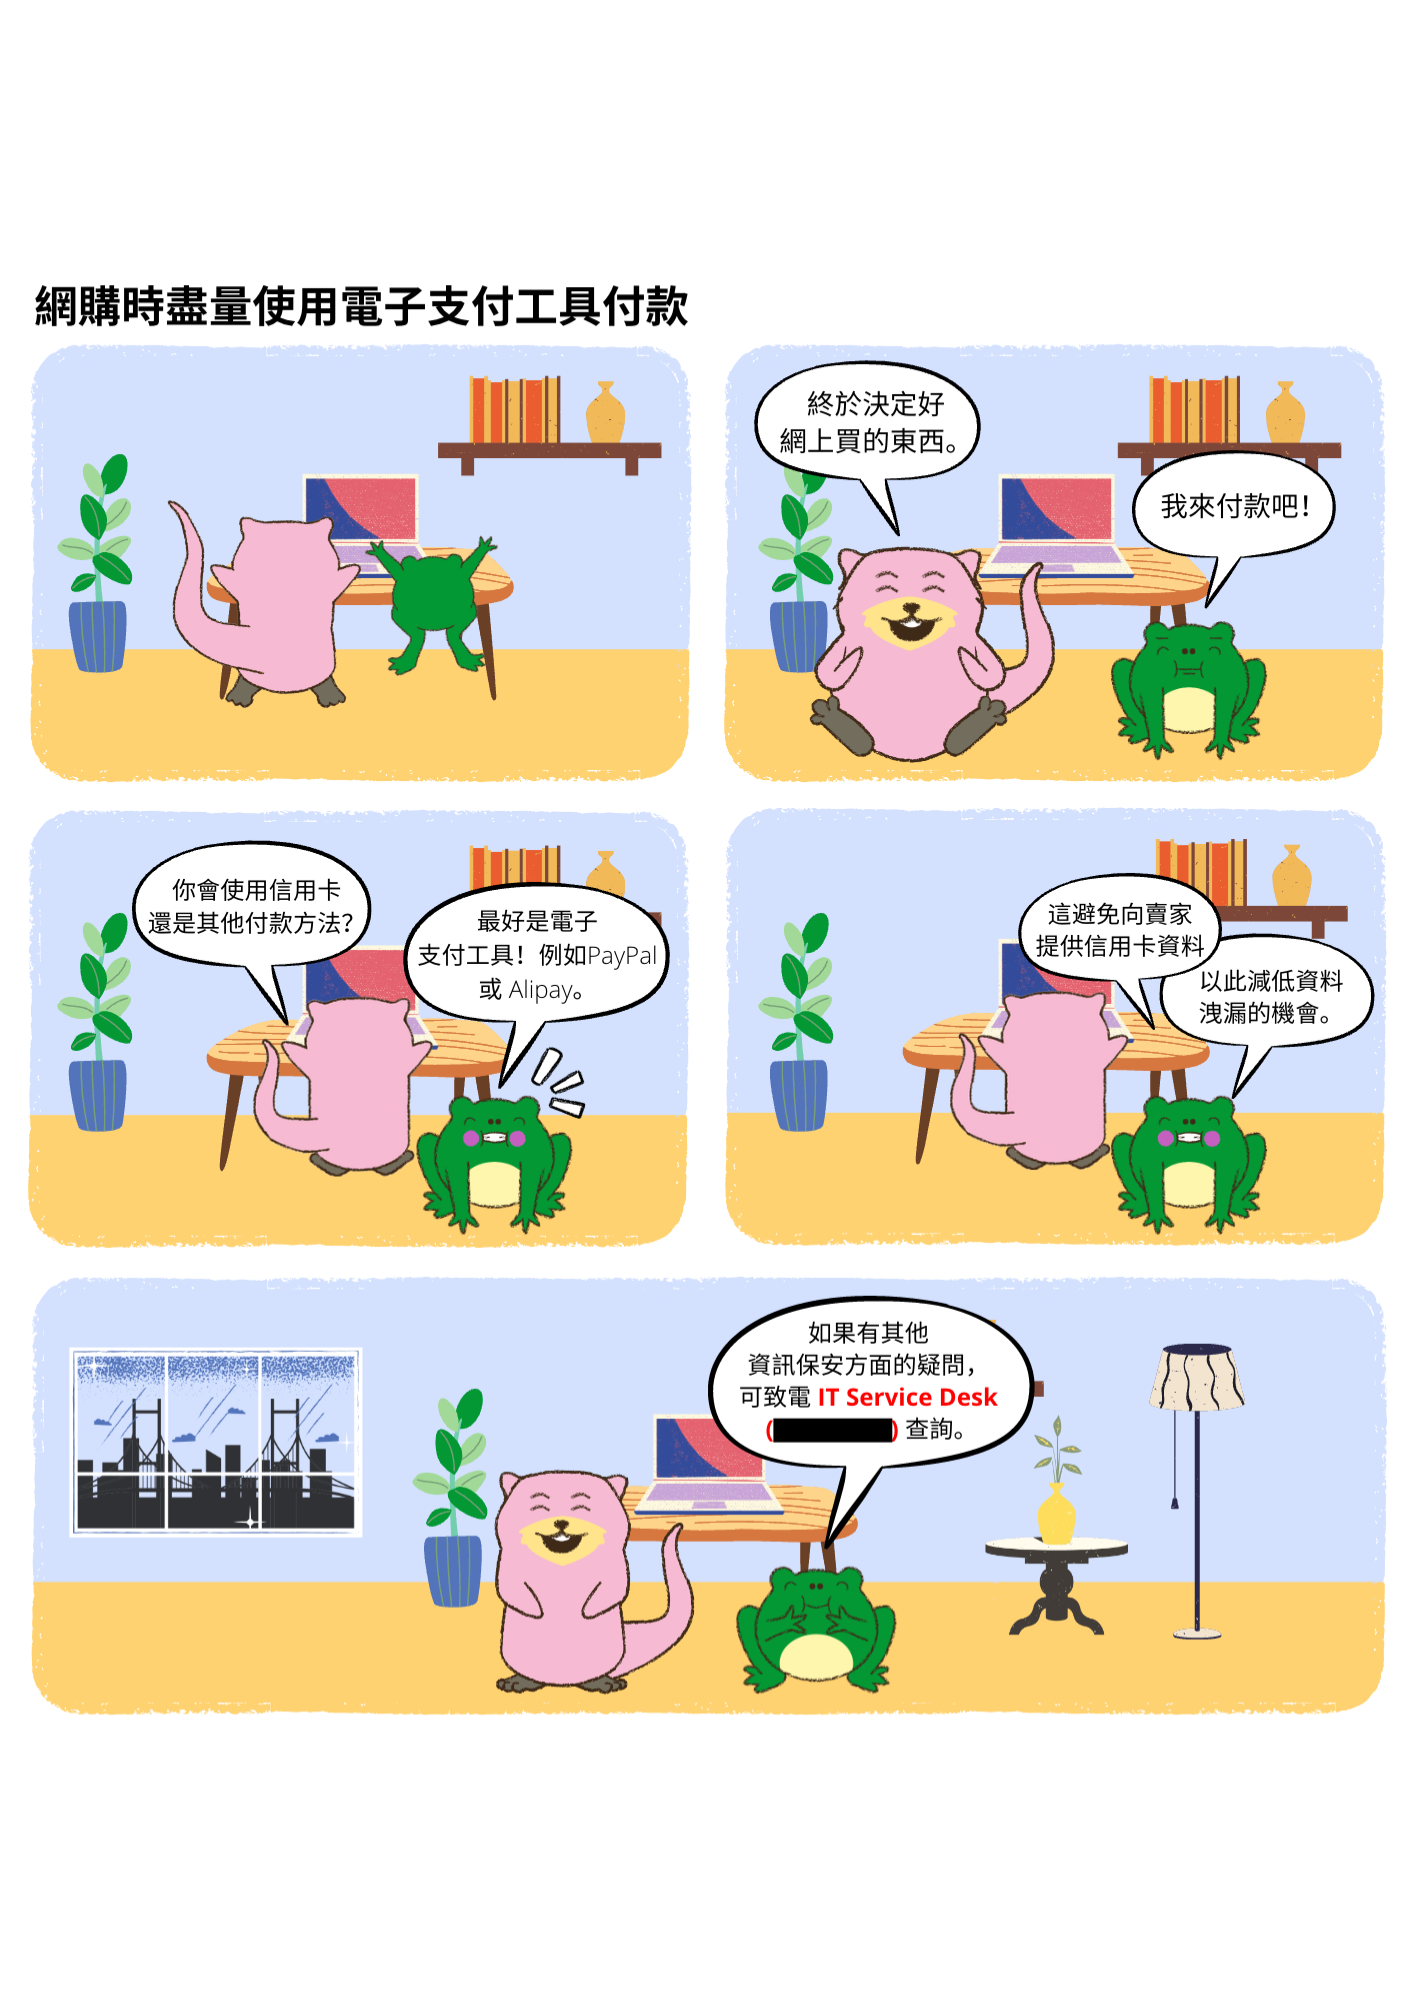 網購時盡量使用電子支付工具付款
終於決定好
網上買的東西。
我來付款吧！
你會使用信用卡
還是其他付款方法？
最好是電子
支付工具！例如PayPal
或 Alipay。
這避免向賣家
提供信用卡資料
以此減低資料
洩漏的機會。
如果有其他
資訊保安方面的疑問，
可致電 IT Service Desk
( ) 查詢。